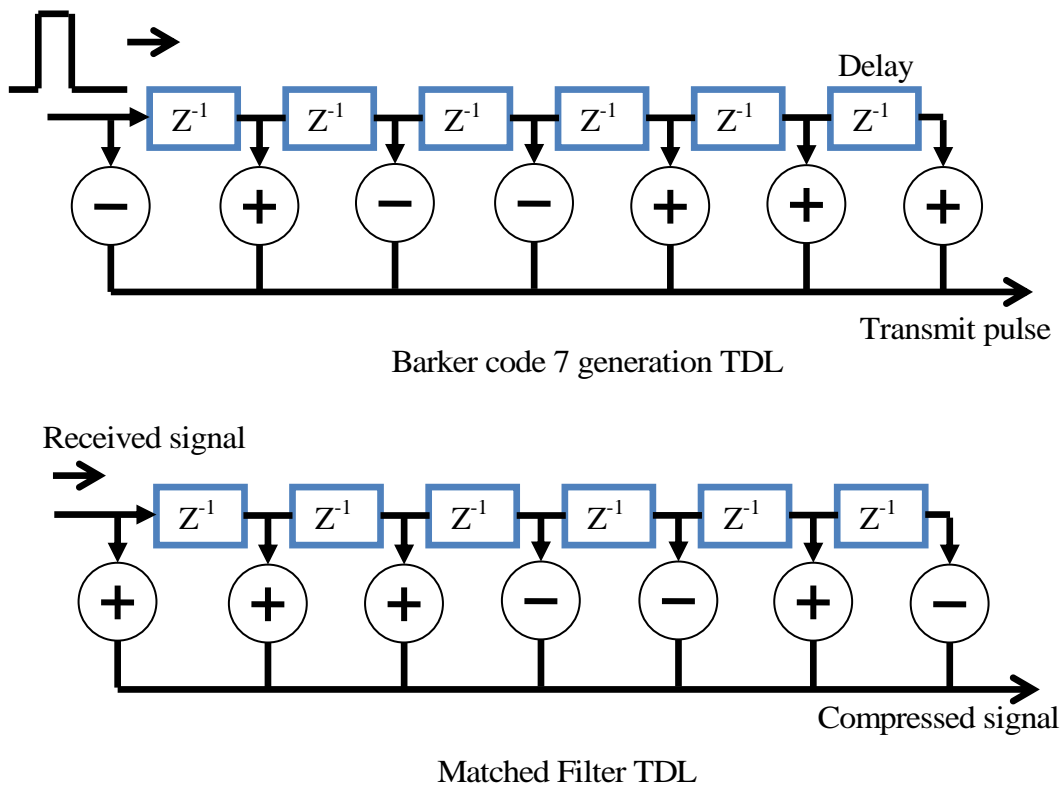 Delay
Z⁻¹ Z⁻¹ Z⁻¹ Z⁻¹ Z⁻¹ Z⁻¹
− + − − + + +
Transmit pulse
Barker code 7 generation TDL
Received signal
Z⁻¹ Z⁻¹ Z⁻¹ Z⁻¹ Z⁻¹ Z⁻¹
+ + + − − + −
Compressed signal
Matched Filter TDL